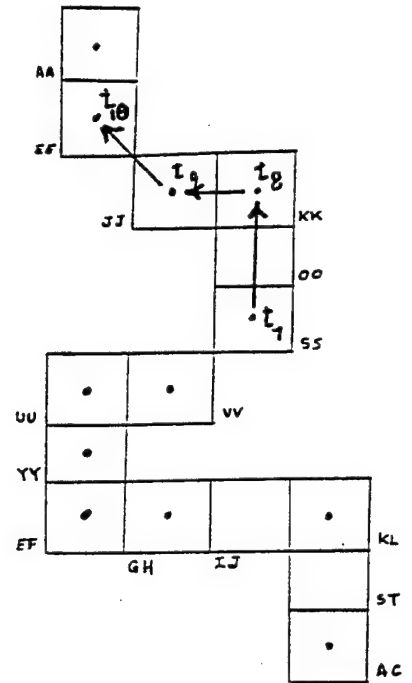 AA
t10
EE
t9 t8
JJ KK
OO
t7
SS
UU VV
YY
EF KL
GH IJ
ST
AC